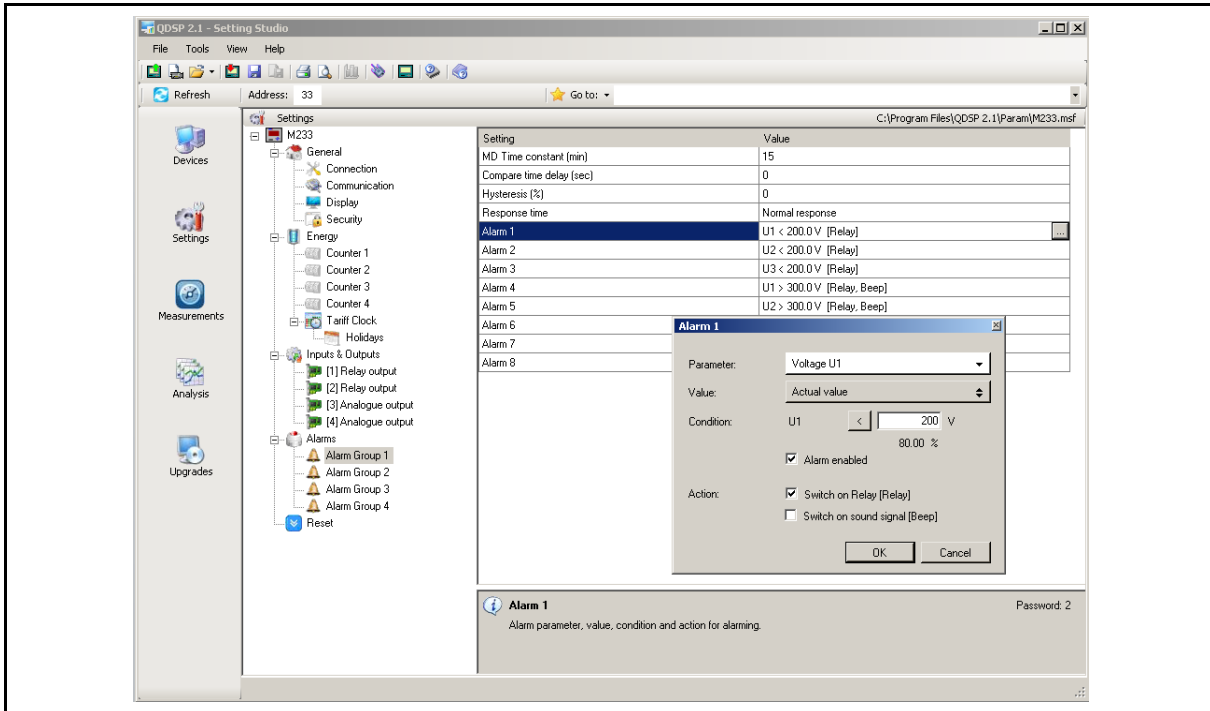 QDSP 2.1 - Setting Studio
File Tools View Help
Refresh Address: 33 Go to:
Settings C:\Program Files\QDSP 2.1\Param\M233.msf
Devices
Settings
Measurements
Analysis
Upgrades
M233
General
Connection
Communication
Display
Security
Energy
Counter 1
Counter 2
Counter 3
Counter 4
Tariff Clock
Holidays
Inputs & Outputs
[1] Relay output
[2] Relay output
[3] Analogue output
[4] Analogue output
Alarms
Alarm Group 1
Alarm Group 2
Alarm Group 3
Alarm Group 4
Reset
Setting Value
MD Time constant (min) 15
Compare time delay (sec) 0
Hysteresis (%) 0
Response time Normal response
Alarm 1 U1 < 200.0 V [Relay] ...
Alarm 2 U2 < 200.0 V [Relay]
Alarm 3 U3 < 200.0 V [Relay]
Alarm 4 U1 > 300.0 V [Relay, Beep]
Alarm 5 U2 > 300.0 V [Relay, Beep]
Alarm 6
Alarm 7
Alarm 8
Alarm 1
Parameter: Voltage U1
Value: Actual value
Condition: U1 < 200 V
80.00 %
Alarm enabled
Action: Switch on Relay [Relay]
Switch on sound signal [Beep]
OK Cancel
Alarm 1 Password: 2
Alarm parameter, value, condition and action for alarming.